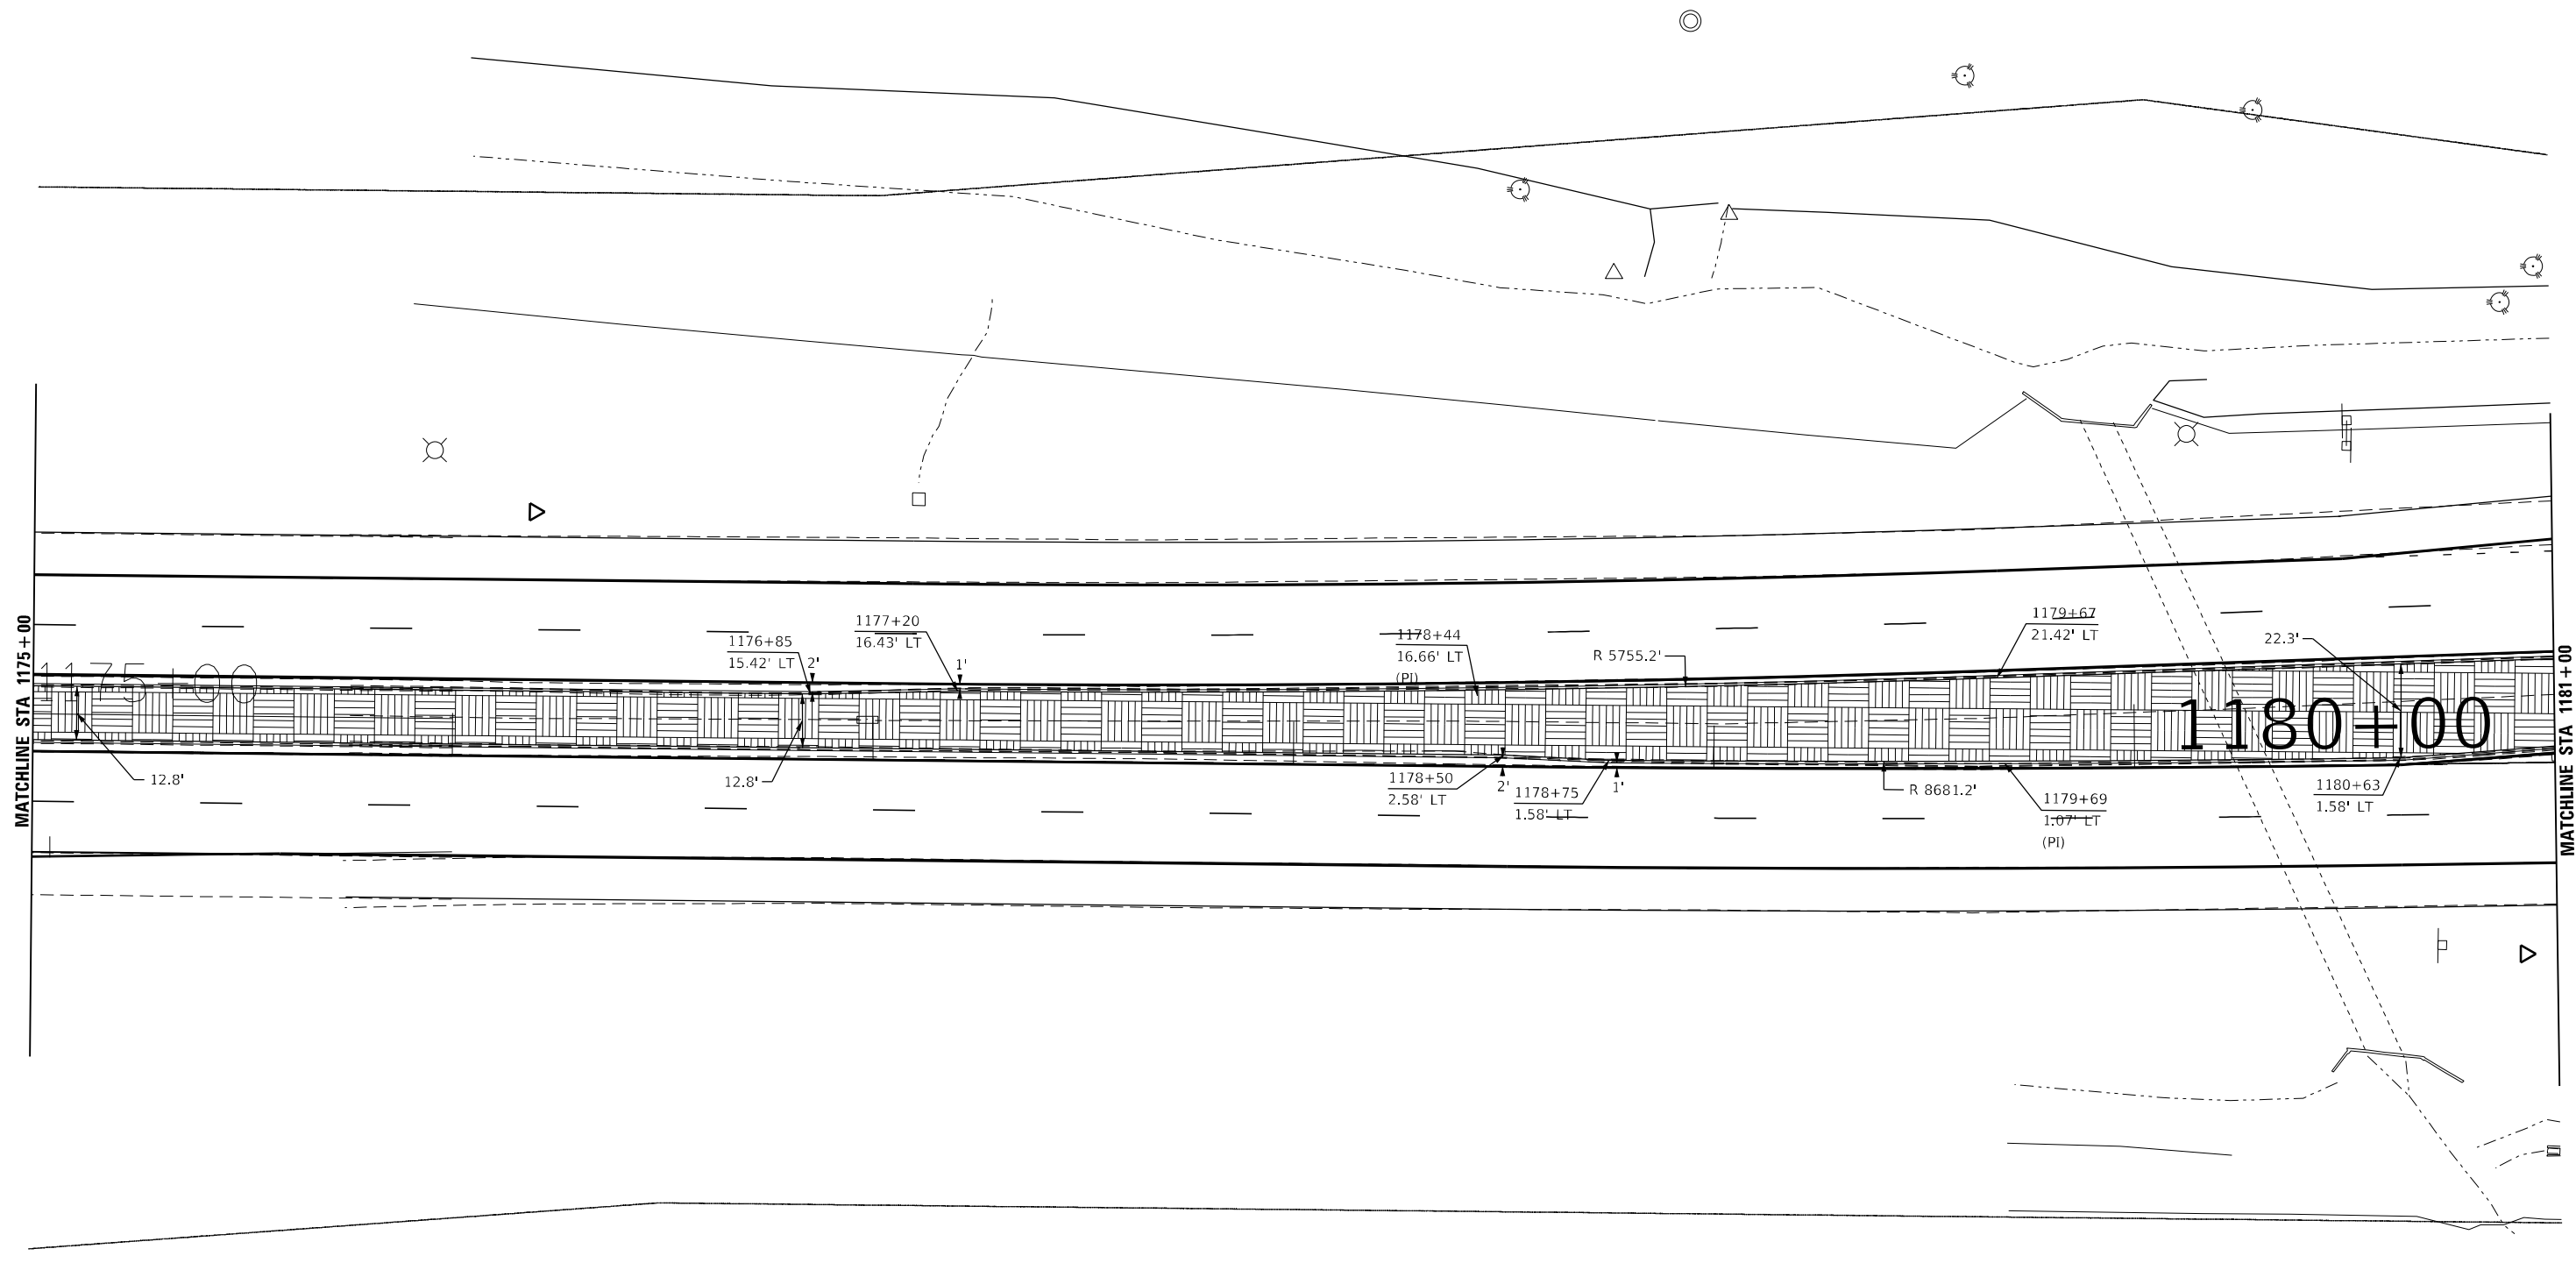 MATCHLINE STA 1175+00
1175+00
12.8'
1176+85
15.42' LT
2'
12.8'
1177+20
16.43' LT
1'
1178+44
16.66' LT
(PI)
1178+50
2.58' LT
2'
1178+75
1.58' LT
1'
R 5755.2'
R 8681.2'
1179+67
21.42' LT
1179+69
1.07' LT
(PI)
22.3'
1180+00
1180+63
1.58' LT
MATCHLINE STA 1181+00